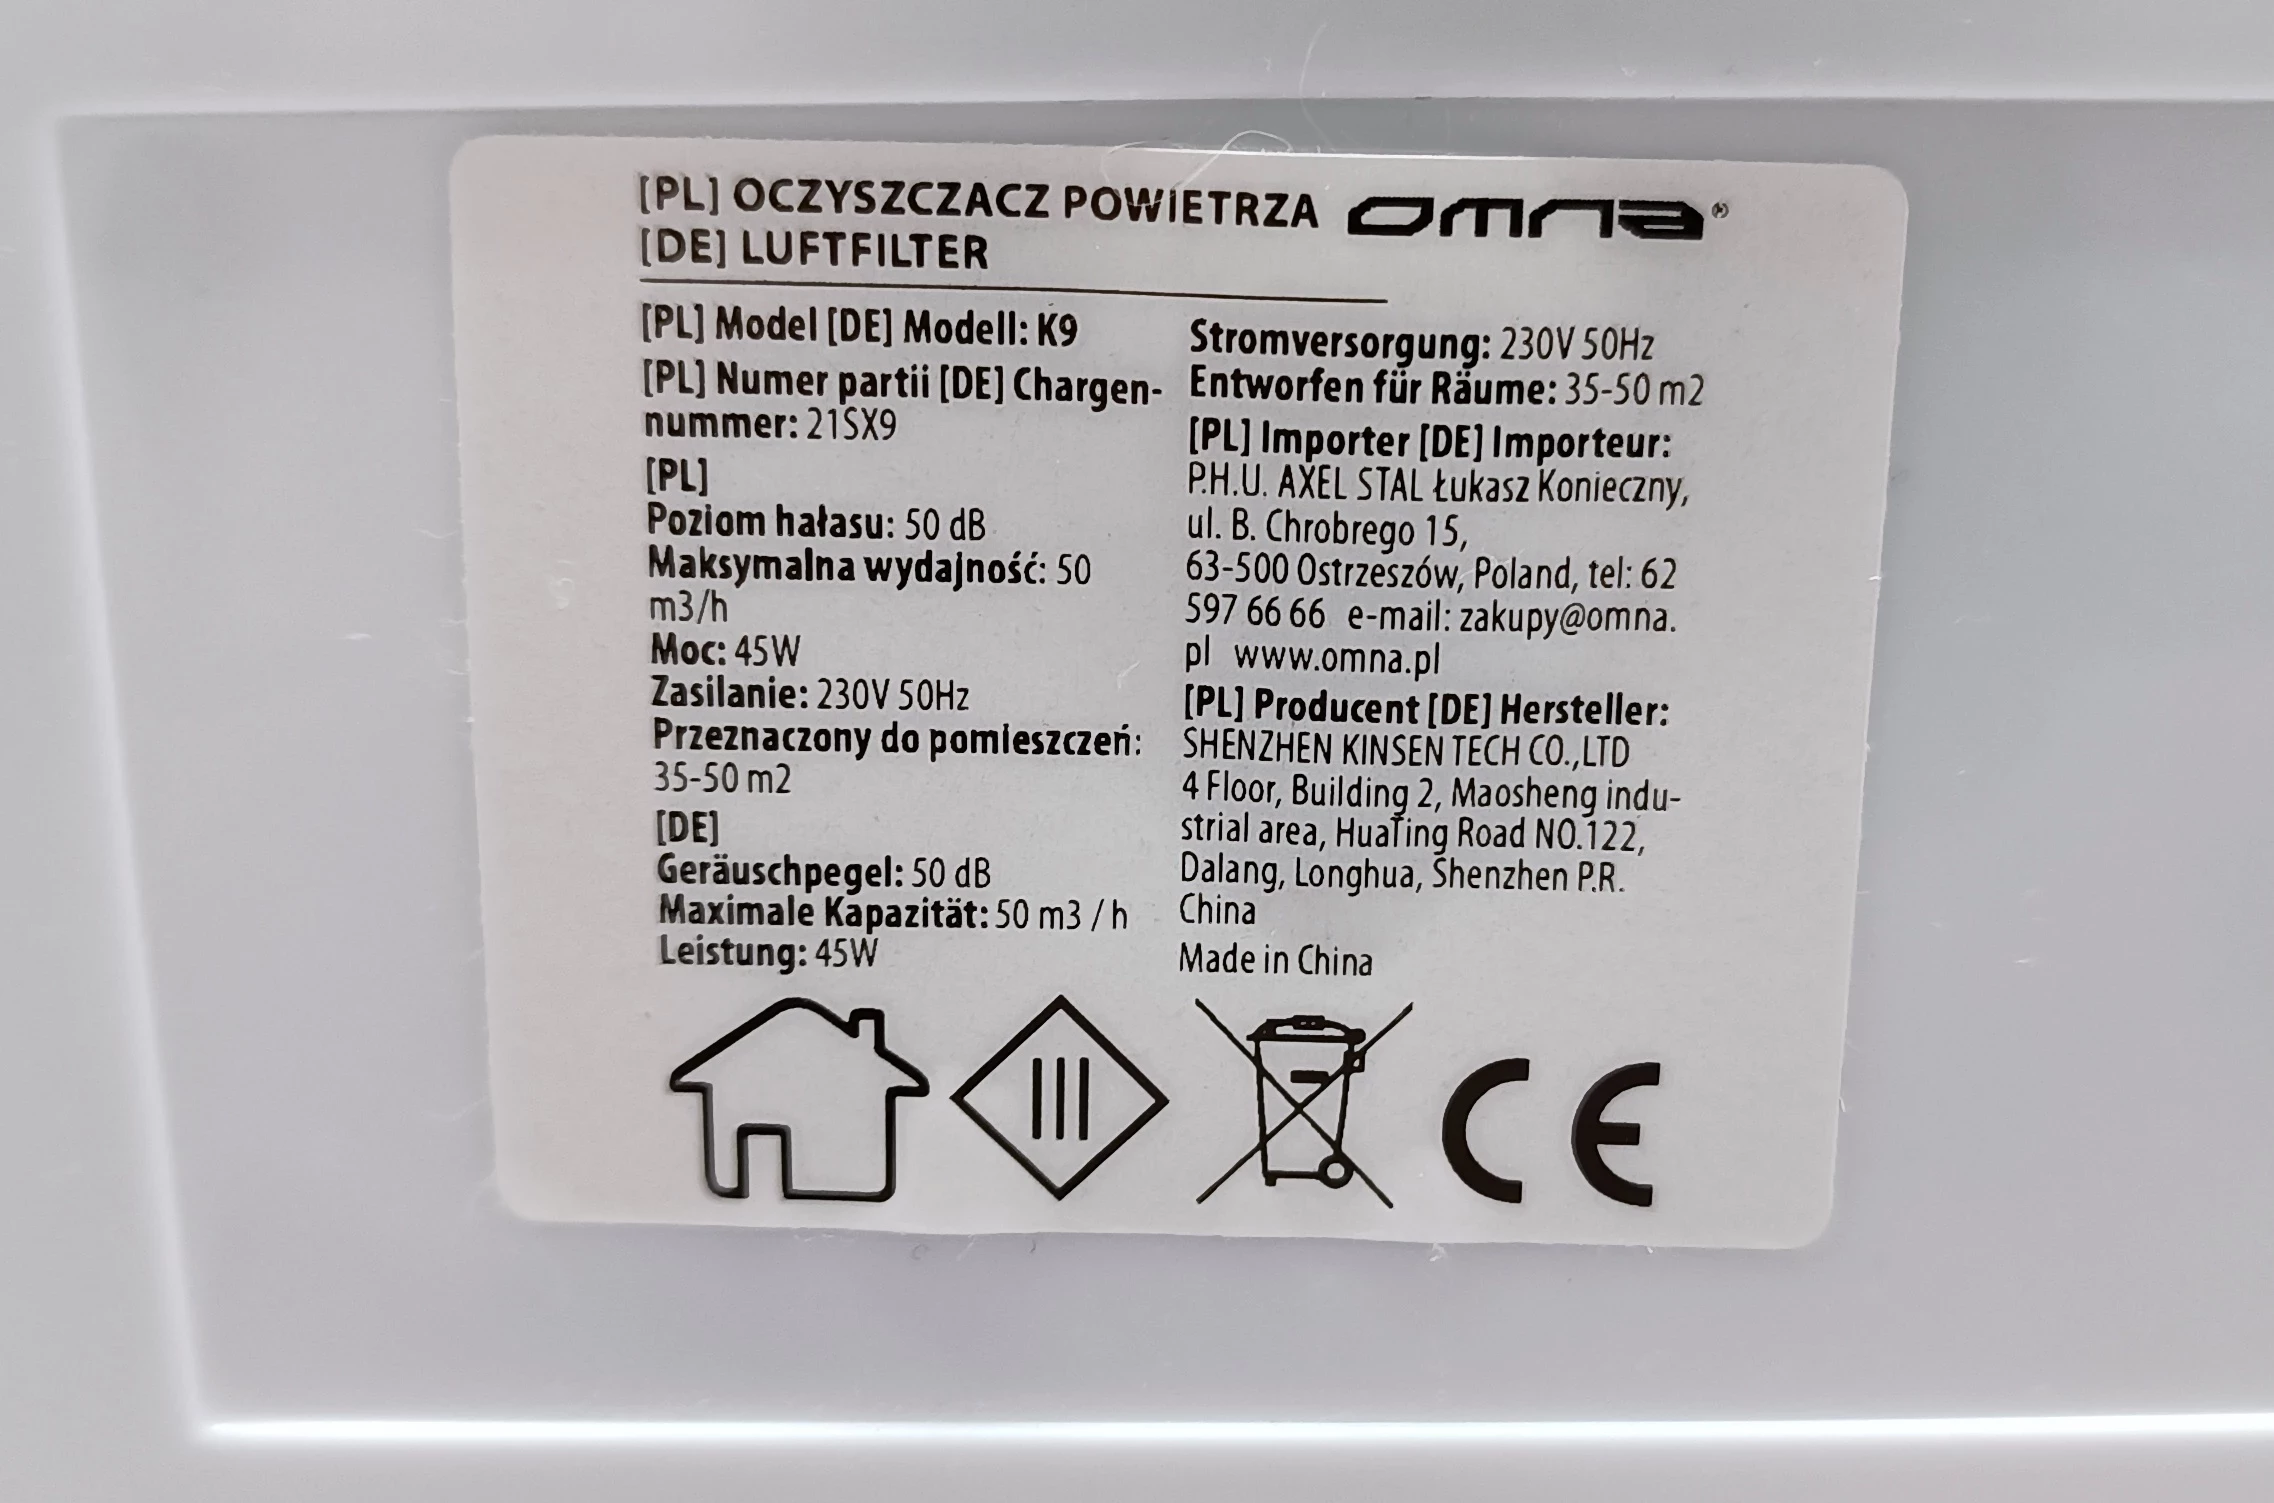 [PL] OCZYSZCZACZ POWIETRZA
omna®
[DE] LUFTFILTER
[PL] Model [DE] Modell: K9
[PL] Numer partii [DE] Chargen-
nummer: 21SX9
[PL]
Poziom hałasu: 50 dB
Maksymalna wydajność: 50
m3/h
Moc: 45W
Zasilanie: 230V 50Hz
Przeznaczony do pomieszczeń:
35-50 m2
[DE]
Geräuschpegel: 50 dB
Maximale Kapazität: 50 m3 / h
Leistung: 45W
Stromversorgung: 230V 50Hz
Entworfen für Räume: 35-50 m2
[PL] Importer [DE] Importeur:
P.H.U. AXEL STAL Łukasz Konieczny,
ul. B. Chrobrego 15,
63-500 Ostrzeszów, Poland, tel: 62
597 66 66 e-mail: zakupy@omna.
pl www.omna.pl
[PL] Producent [DE] Hersteller:
SHENZHEN KINSEN TECH CO.,LTD
4 Floor, Building 2, Maosheng indu-
strial area, HuaTing Road NO.122,
Dalang, Longhua, Shenzhen P.R.
China
Made in China
III
CE